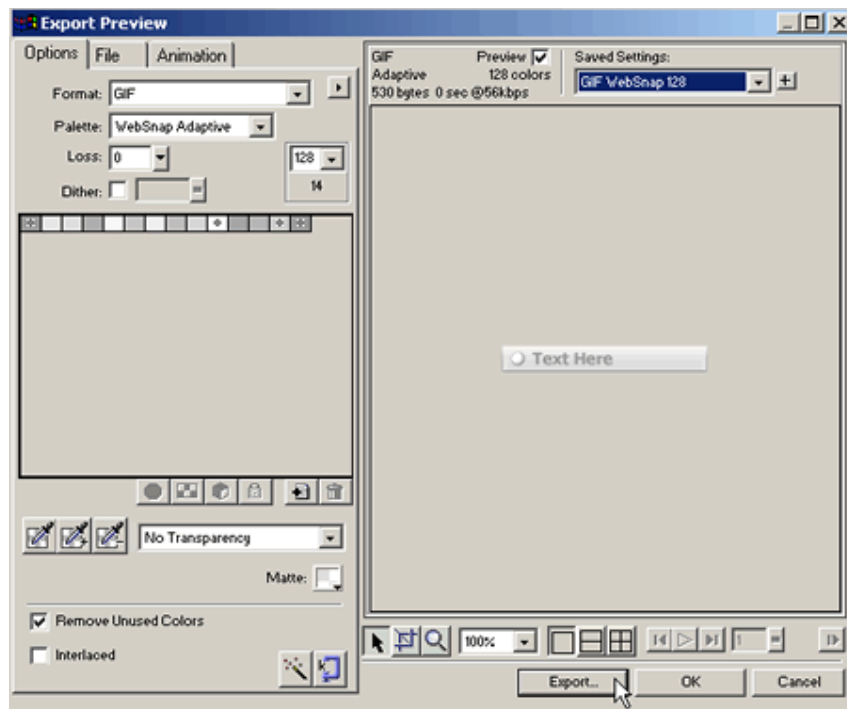 Export Preview
Options File Animation
Format: GIF
Palette: WebSnap Adaptive
Loss: 0
128
14
Dither:
No Transparency
Matte:
Remove Unused Colors
Interlaced
GIF Preview
Adaptive 128 colors
530 bytes 0 sec @56kbps
Saved Settings:
GIF WebSnap 128
Text Here
100%
1
Export... OK Cancel